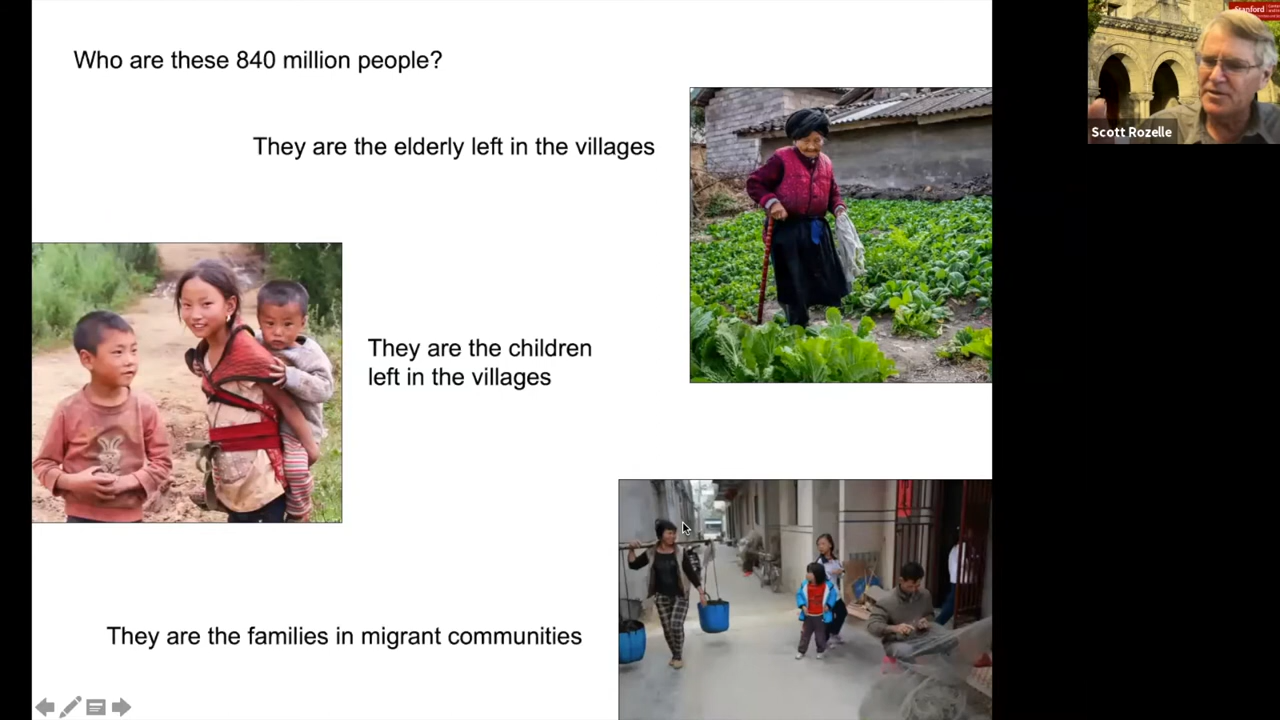 Who are these 840 million people?
They are the elderly left in the villages
Stanford
Scott Rozelle
They are the children
left in the villages
They are the families in migrant communities